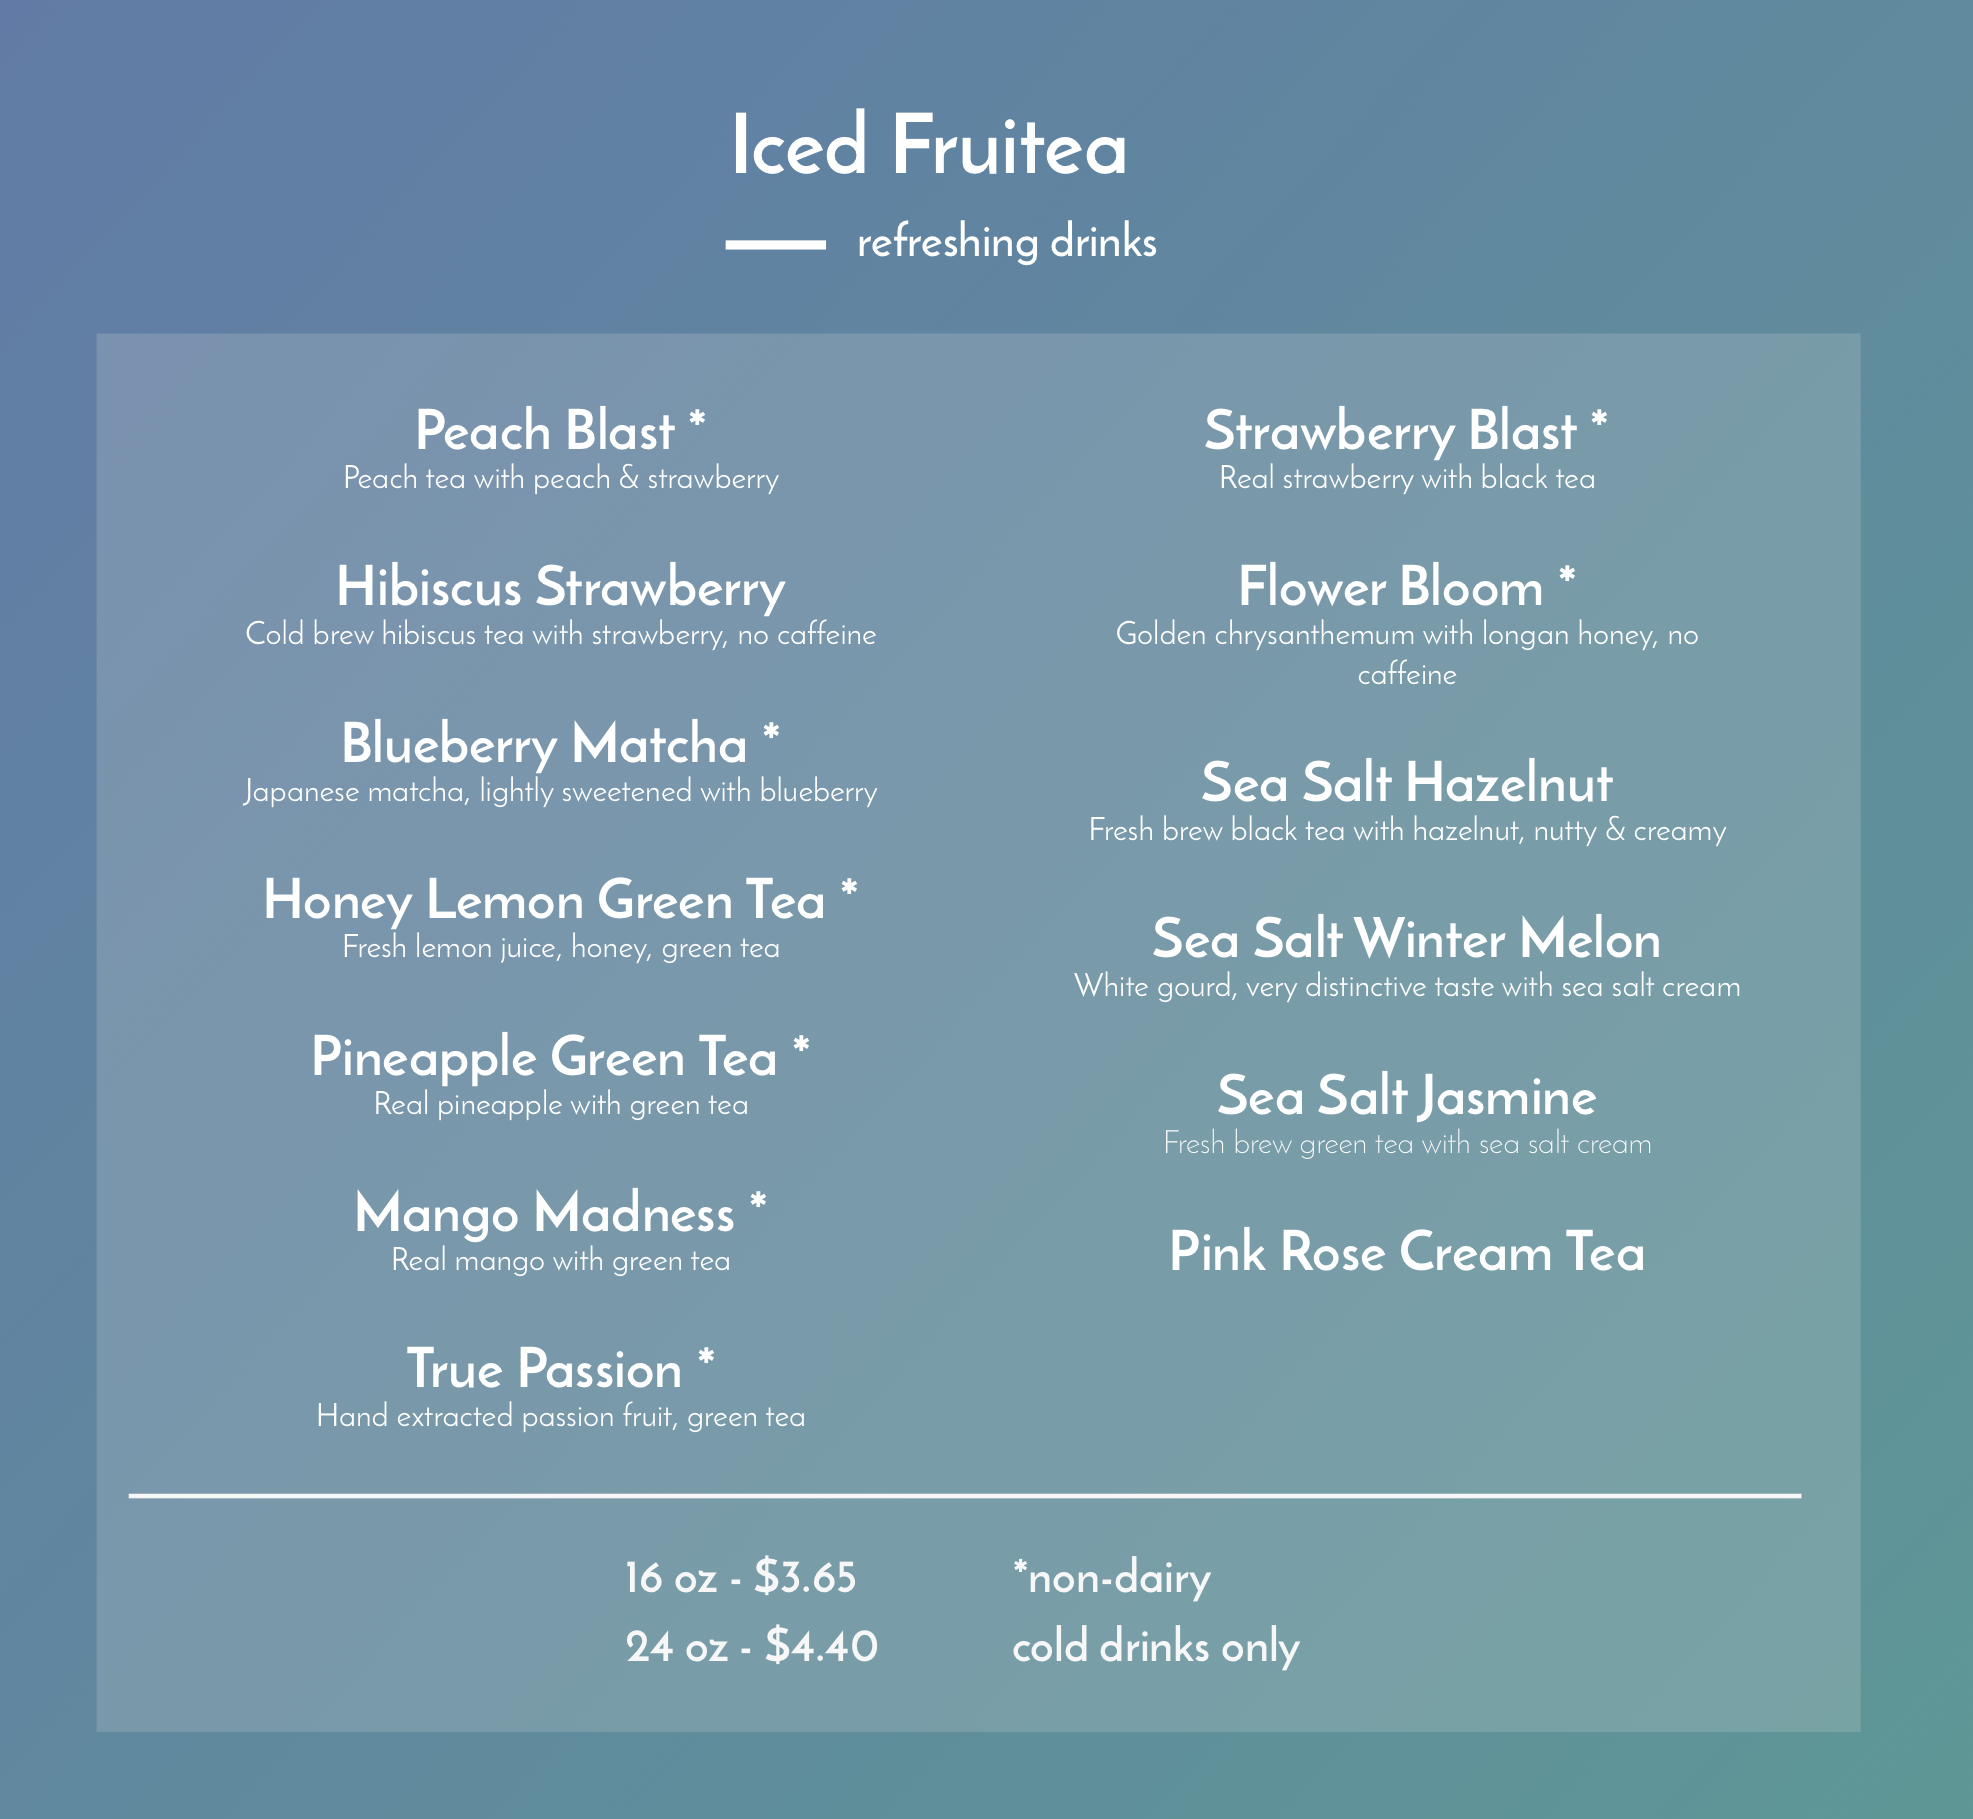 Iced Fruitea
refreshing drinks
Peach Blast *
Peach tea with peach & strawberry
Hibiscus Strawberry
Cold brew hibiscus tea with strawberry, no caffeine
Blueberry Matcha *
Japanese matcha, lightly sweetened with blueberry
Honey Lemon Green Tea *
Fresh lemon juice, honey, green tea
Pineapple Green Tea *
Real pineapple with green tea
Mango Madness *
Real mango with green tea
True Passion *
Hand extracted passion fruit, green tea
Strawberry Blast *
Real strawberry with black tea
Flower Bloom *
Golden chrysanthemum with longan honey, no
caffeine
Sea Salt Hazelnut
Fresh brew black tea with hazelnut, nutty & creamy
Sea Salt Winter Melon
White gourd, very distinctive taste with sea salt cream
Sea Salt Jasmine
Fresh brew green tea with sea salt cream
Pink Rose Cream Tea
16 oz - $3.65
24 oz - $4.40
*non-dairy
cold drinks only